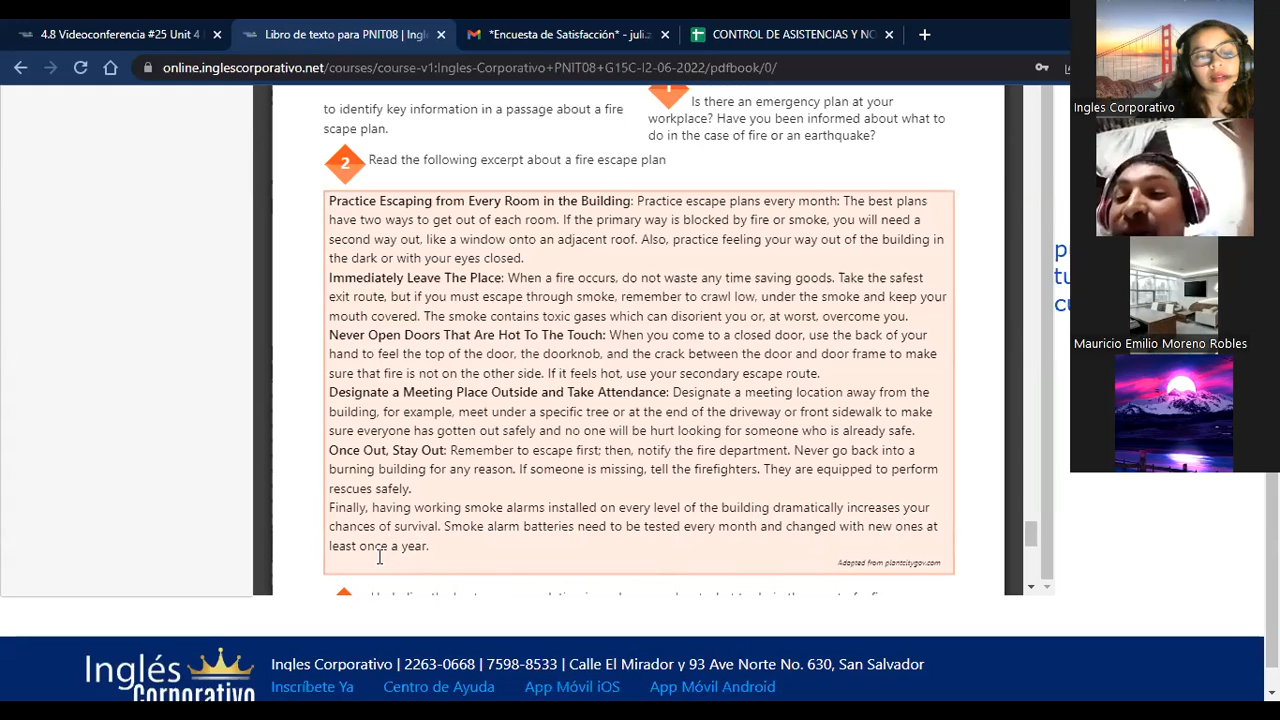 4.8 Videoconferencia #25 Unit 4
Libro de texto para PNIT08 | Ingl
*Encuesta de Satisfacción* - juli.z
CONTROL DE ASISTENCIAS Y NO
online.inglescorporativo.net/courses/course-v1:Ingles-Corporativo+PNIT08+G15C-I2-06-2022/pdfbook/0/
Ingles Corporativo
to identify key information in a passage about a fire
scape plan.
1
Is there an emergency plan at your
workplace? Have you been informed about what to
do in the case of fire or an earthquake?
2
Read the following excerpt about a fire escape plan
Practice Escaping from Every Room in the Building: Practice escape plans every month: The best plans
have two ways to get out of each room. If the primary way is blocked by fire or smoke, you will need a
second way out, like a window onto an adjacent roof. Also, practice feeling your way out of the building in
the dark or with your eyes closed.
Immediately Leave The Place: When a fire occurs, do not waste any time saving goods. Take the safest
exit route, but if you must escape through smoke, remember to crawl low, under the smoke and keep your
mouth covered. The smoke contains toxic gases which can disorient you or, at worst, overcome you.
Never Open Doors That Are Hot To The Touch: When you come to a closed door, use the back of your
hand to feel the top of the door, the doorknob, and the crack between the door and door frame to make
sure that fire is not on the other side. If it feels hot, use your secondary escape route.
Designate a Meeting Place Outside and Take Attendance: Designate a meeting location away from the
building, for example, meet under a specific tree or at the end of the driveway or front sidewalk to make
sure everyone has gotten out safely and no one will be hurt looking for someone who is already safe.
Once Out, Stay Out: Remember to escape first; then, notify the fire department. Never go back into a
burning building for any reason. If someone is missing, tell the firefighters. They are equipped to perform
rescues safely.
Finally, having working smoke alarms installed on every level of the building dramatically increases your
chances of survival. Smoke alarm batteries need to be tested every month and changed with new ones at
least once a year.
Adapted from plantcitygov.com
Mauricio Emilio Moreno Robles
Inglés
Corporativo
Ingles Corporativo | 2263-0668 | 7598-8533 | Calle El Mirador y 93 Ave Norte No. 630, San Salvador
Inscríbete Ya
Centro de Ayuda
App Móvil iOS
App Móvil Android